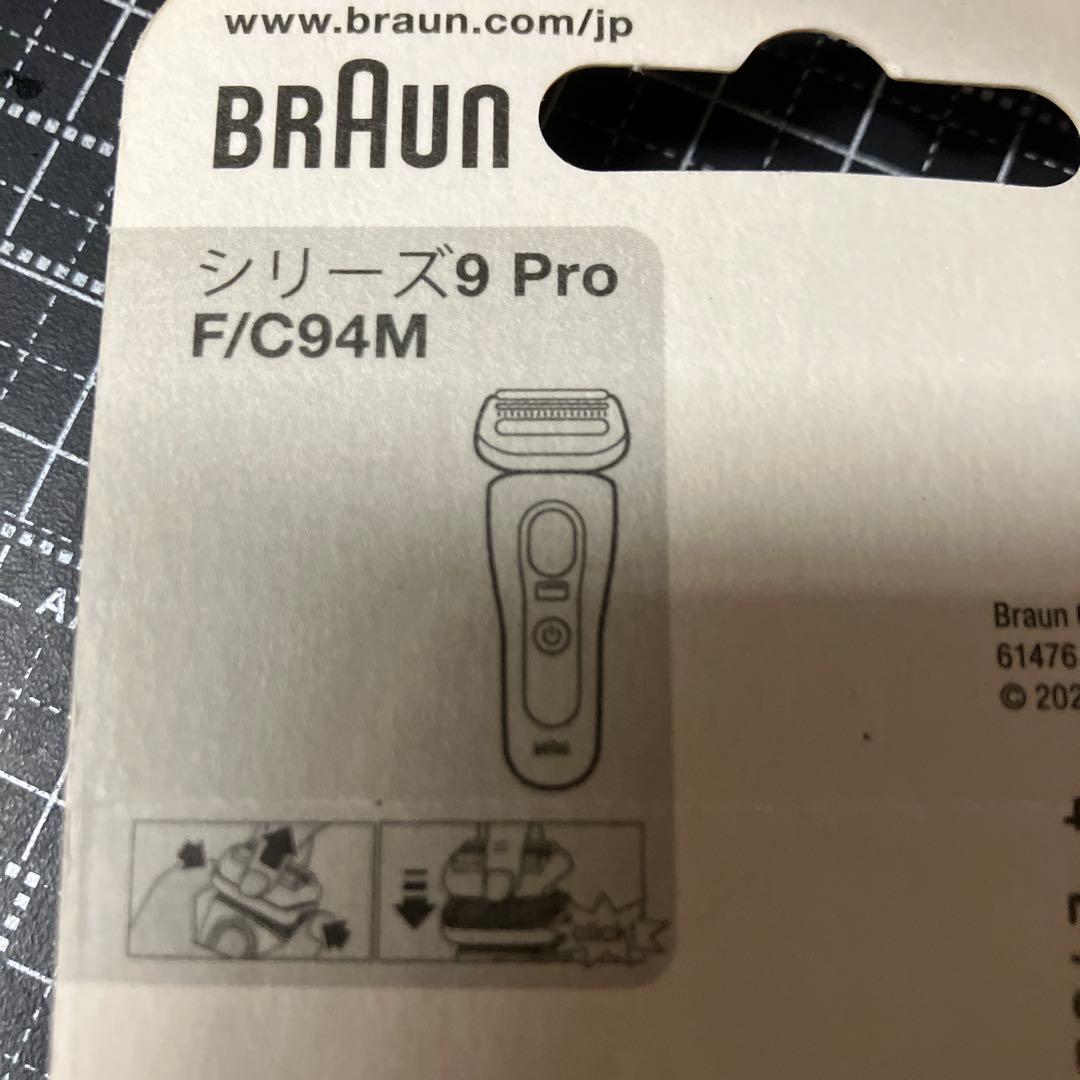 www.braun.com/jp
BRAUN
シリーズ9 Pro
F/C94M
BRAUN
click!
Braun
61476
© 202
A